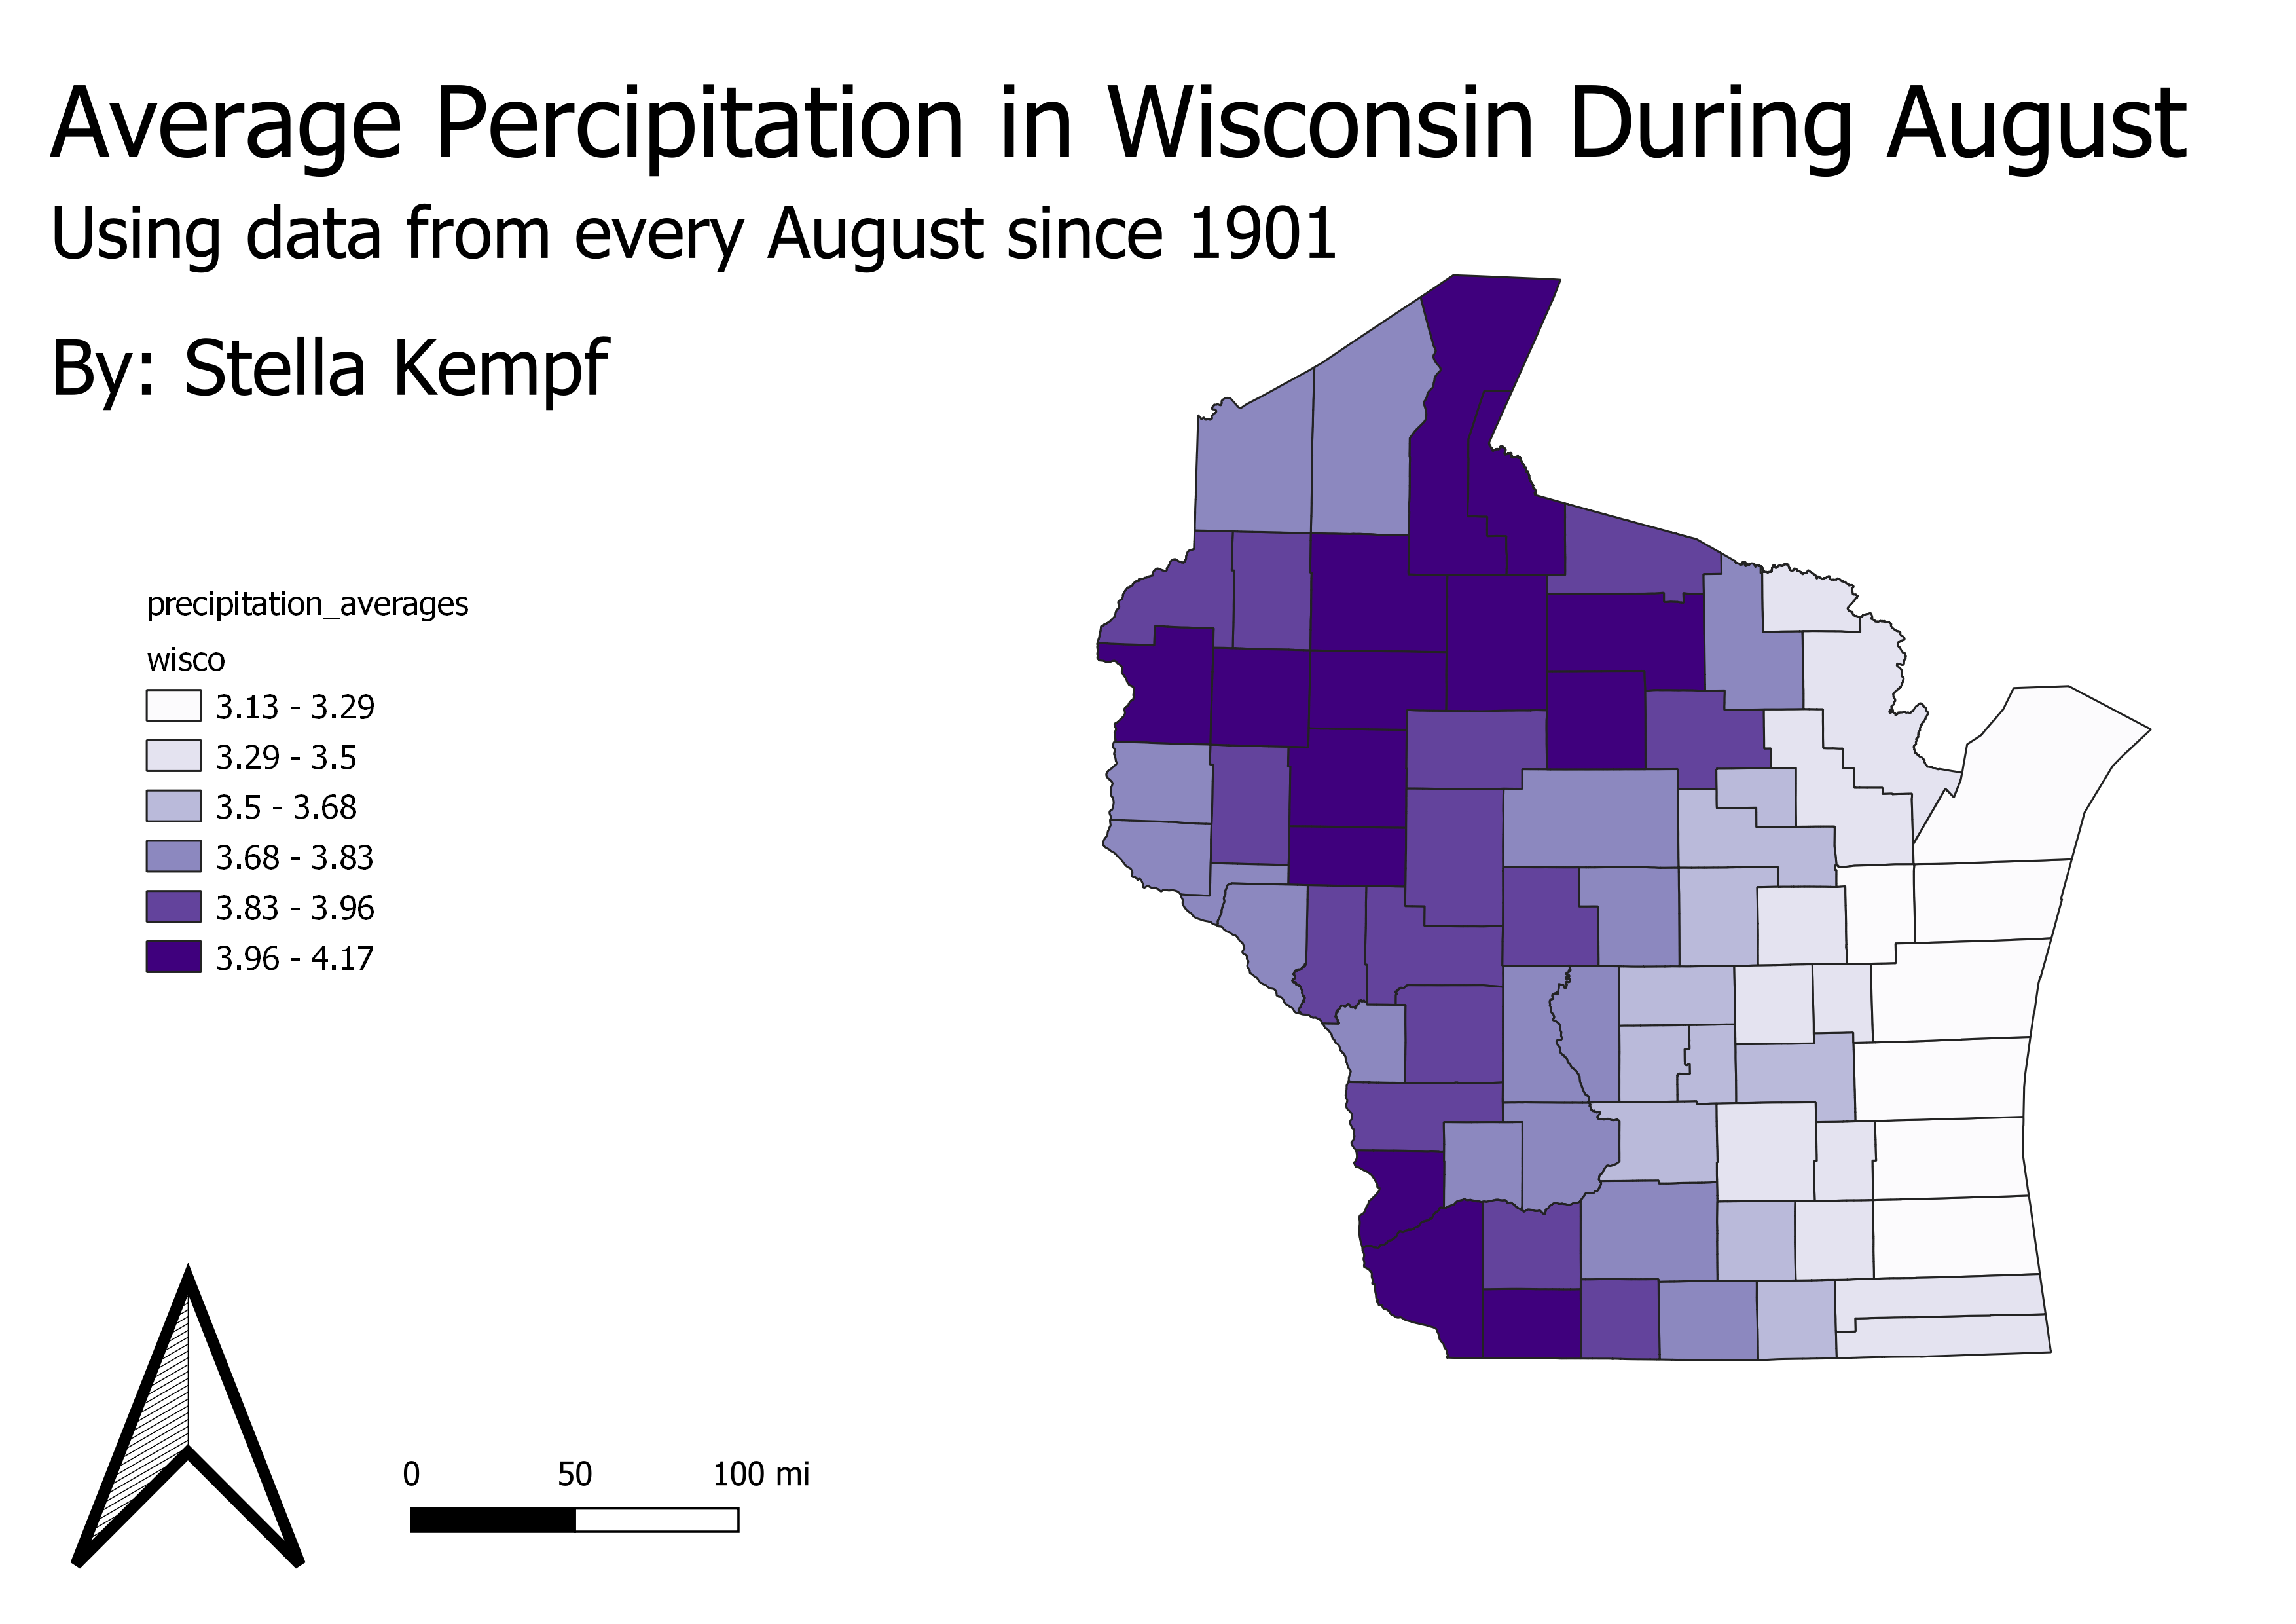 Average Percipitation in Wisconsin During August
Using data from every August since 1901
By: Stella Kempf
precipitation_averages
wisco
3.13 - 3.29
3.29 - 3.5
3.5 - 3.68
3.68 - 3.83
3.83 - 3.96
3.96 - 4.17
0 50 100 mi